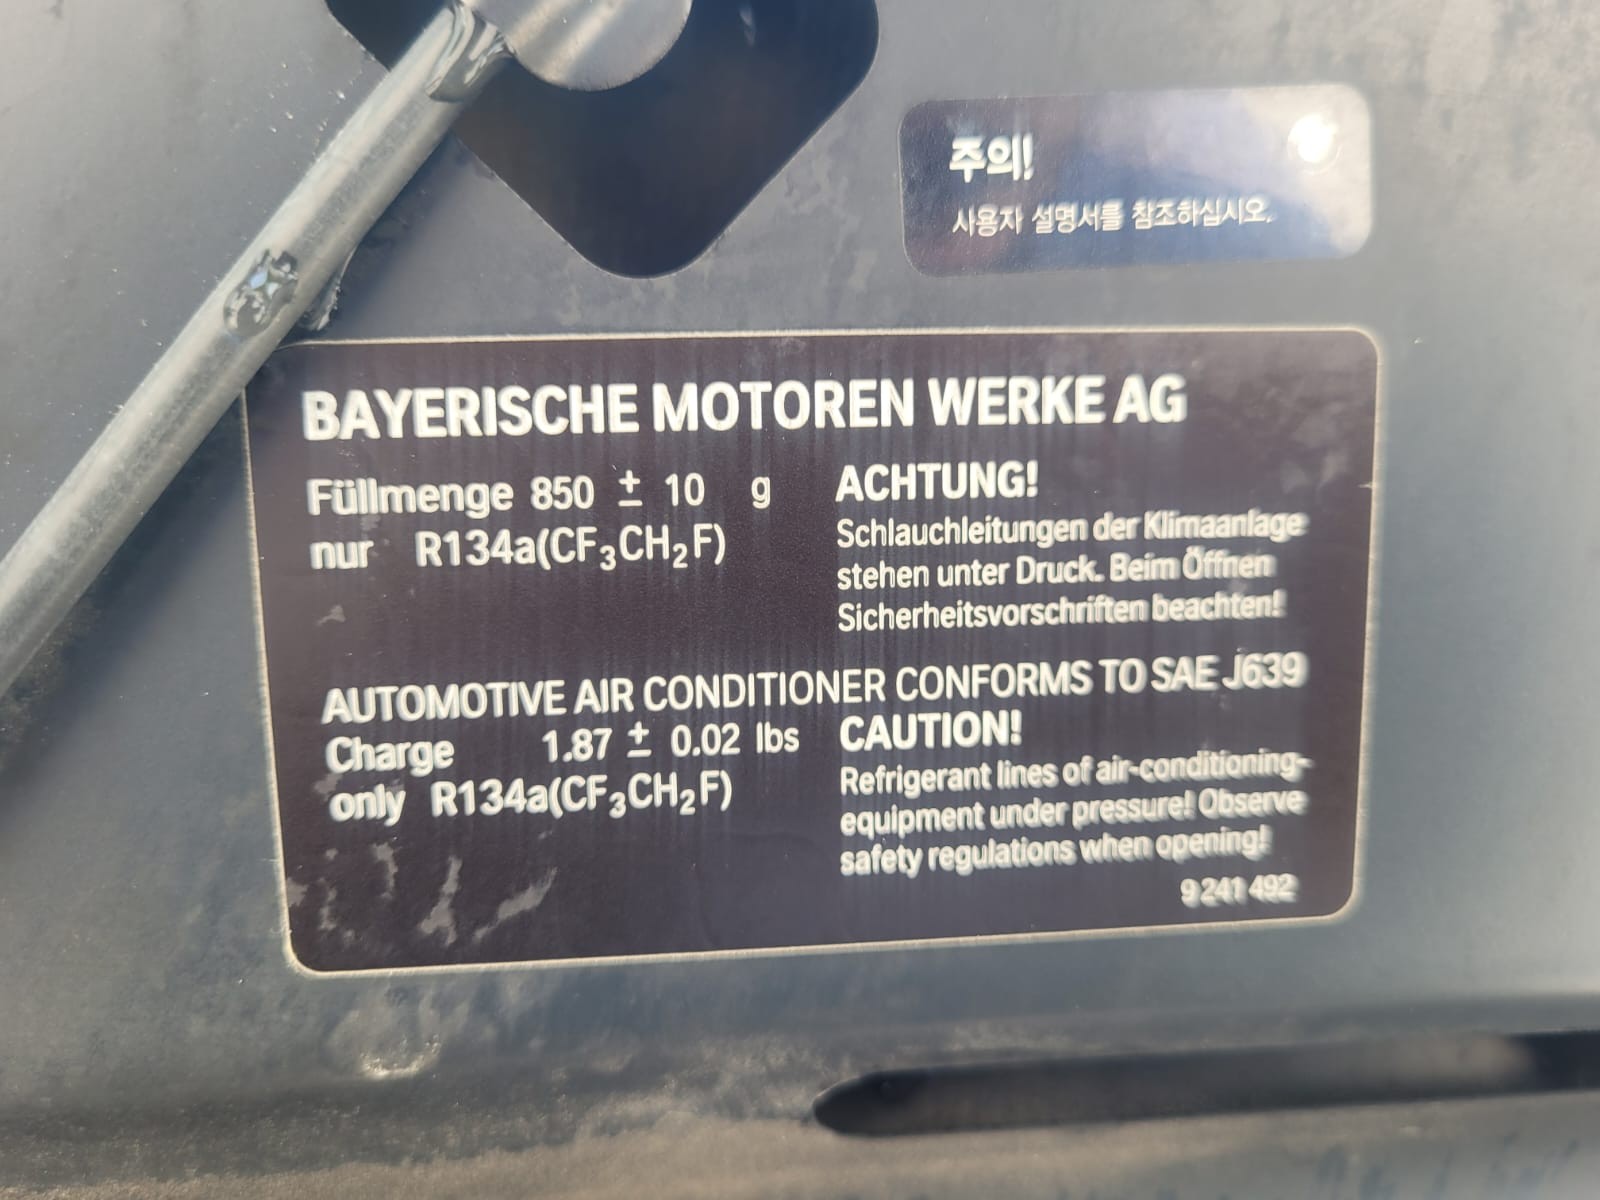 주의!
사용자 설명서를 참조하십시오.
BAYERISCHE MOTOREN WERKE AG
Füllmenge 850 ± 10 g
nur R134a(CF₃CH₂F)
ACHTUNG!
Schlauchleitungen der Klimaanlage
stehen unter Druck. Beim Öffnen
Sicherheitsvorschriften beachten!
AUTOMOTIVE AIR CONDITIONER CONFORMS TO SAE J639
Charge 1.87 ± 0.02 lbs
only R134a(CF₃CH₂F)
CAUTION!
Refrigerant lines of air-conditioning-
equipment under pressure! Observe
safety regulations when opening!
9 241 492